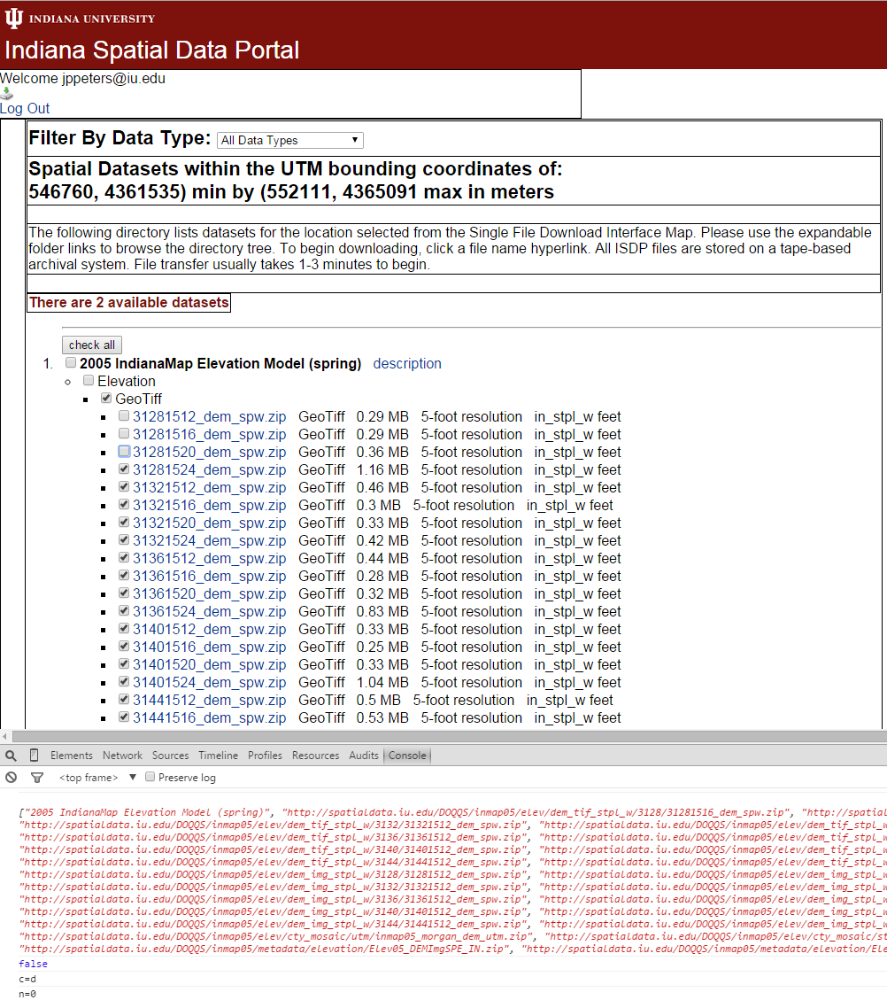 INDIANA UNIVERSITY
Indiana Spatial Data Portal
Welcome jppeters@iu.edu
Log Out
Filter By Data Type: All Data Types
Spatial Datasets within the UTM bounding coordinates of:
546760, 4361535) min by (552111, 4365091 max in meters
The following directory lists datasets for the location selected from the Single File Download Interface Map. Please use the expandable
folder links to browse the directory tree. To begin downloading, click a file name hyperlink. All ISDP files are stored on a tape-based
archival system. File transfer usually takes 1-3 minutes to begin.
There are 2 available datasets
check all
1. 2005 IndianaMap Elevation Model (spring) description
Elevation
GeoTiff
31281512_dem_spw.zip GeoTiff 0.29 MB 5-foot resolution in_stpl_w feet
31281516_dem_spw.zip GeoTiff 0.29 MB 5-foot resolution in_stpl_w feet
31281520_dem_spw.zip GeoTiff 0.36 MB 5-foot resolution in_stpl_w feet
31281524_dem_spw.zip GeoTiff 1.16 MB 5-foot resolution in_stpl_w feet
31321512_dem_spw.zip GeoTiff 0.46 MB 5-foot resolution in_stpl_w feet
31321516_dem_spw.zip GeoTiff 0.3 MB 5-foot resolution in_stpl_w feet
31321520_dem_spw.zip GeoTiff 0.33 MB 5-foot resolution in_stpl_w feet
31321524_dem_spw.zip GeoTiff 0.42 MB 5-foot resolution in_stpl_w feet
31361512_dem_spw.zip GeoTiff 0.44 MB 5-foot resolution in_stpl_w feet
31361516_dem_spw.zip GeoTiff 0.28 MB 5-foot resolution in_stpl_w feet
31361520_dem_spw.zip GeoTiff 0.32 MB 5-foot resolution in_stpl_w feet
31361524_dem_spw.zip GeoTiff 0.83 MB 5-foot resolution in_stpl_w feet
31401512_dem_spw.zip GeoTiff 0.33 MB 5-foot resolution in_stpl_w feet
31401516_dem_spw.zip GeoTiff 0.25 MB 5-foot resolution in_stpl_w feet
31401520_dem_spw.zip GeoTiff 0.33 MB 5-foot resolution in_stpl_w feet
31401524_dem_spw.zip GeoTiff 1.04 MB 5-foot resolution in_stpl_w feet
31441512_dem_spw.zip GeoTiff 0.5 MB 5-foot resolution in_stpl_w feet
31441516_dem_spw.zip GeoTiff 0.53 MB 5-foot resolution in_stpl_w feet
Elements Network Sources Timeline Profiles Resources Audits Console
<top frame> Preserve log
["2005 IndianaMap Elevation Model (spring)", "http://spatialdata.iu.edu/DOQQS/inmap05/elev/dem_tif_stpl_w/3128/31281516_dem_spw.zip", "http://spatial
"http://spatialdata.iu.edu/DOQQS/inmap05/elev/dem_tif_stpl_w/3132/31321512_dem_spw.zip", "http://spatialdata.iu.edu/DOQQS/inmap05/elev/dem_tif_stpl_w
"http://spatialdata.iu.edu/DOQQS/inmap05/elev/dem_tif_stpl_w/3136/31361512_dem_spw.zip", "http://spatialdata.iu.edu/DOQQS/inmap05/elev/dem_tif_stpl_w
"http://spatialdata.iu.edu/DOQQS/inmap05/elev/dem_tif_stpl_w/3140/31401512_dem_spw.zip", "http://spatialdata.iu.edu/DOQQS/inmap05/elev/dem_tif_stpl_w
"http://spatialdata.iu.edu/DOQQS/inmap05/elev/dem_tif_stpl_w/3144/31441512_dem_spw.zip", "http://spatialdata.iu.edu/DOQQS/inmap05/elev/dem_img_stpl_w
"http://spatialdata.iu.edu/DOQQS/inmap05/elev/dem_img_stpl_w/3128/31281512_dem_spw.zip", "http://spatialdata.iu.edu/DOQQS/inmap05/elev/dem_img_stpl_w
"http://spatialdata.iu.edu/DOQQS/inmap05/elev/dem_img_stpl_w/3132/31321512_dem_spw.zip", "http://spatialdata.iu.edu/DOQQS/inmap05/elev/dem_img_stpl_w
"http://spatialdata.iu.edu/DOQQS/inmap05/elev/dem_img_stpl_w/3136/31361512_dem_spw.zip", "http://spatialdata.iu.edu/DOQQS/inmap05/elev/dem_img_stpl_w
"http://spatialdata.iu.edu/DOQQS/inmap05/elev/dem_img_stpl_w/3140/31401512_dem_spw.zip", "http://spatialdata.iu.edu/DOQQS/inmap05/elev/dem_img_stpl_w
"http://spatialdata.iu.edu/DOQQS/inmap05/elev/dem_img_stpl_w/3144/31441512_dem_spw.zip", "http://spatialdata.iu.edu/DOQQS/inmap05/elev/dem_img_stpl_w
"http://spatialdata.iu.edu/DOQQS/inmap05/elev/cty_mosaic/utm/inmap05_morgan_dem_utm.zip", "http://spatialdata.iu.edu/DOQQS/inmap05/elev/cty_mosaic/st
"http://spatialdata.iu.edu/DOQQS/inmap05/metadata/elevation/Elev05_DEMImgSPE_IN.zip", "http://spatialdata.iu.edu/DOQQS/inmap05/metadata/elevation/Ele
false
c=d
n=0